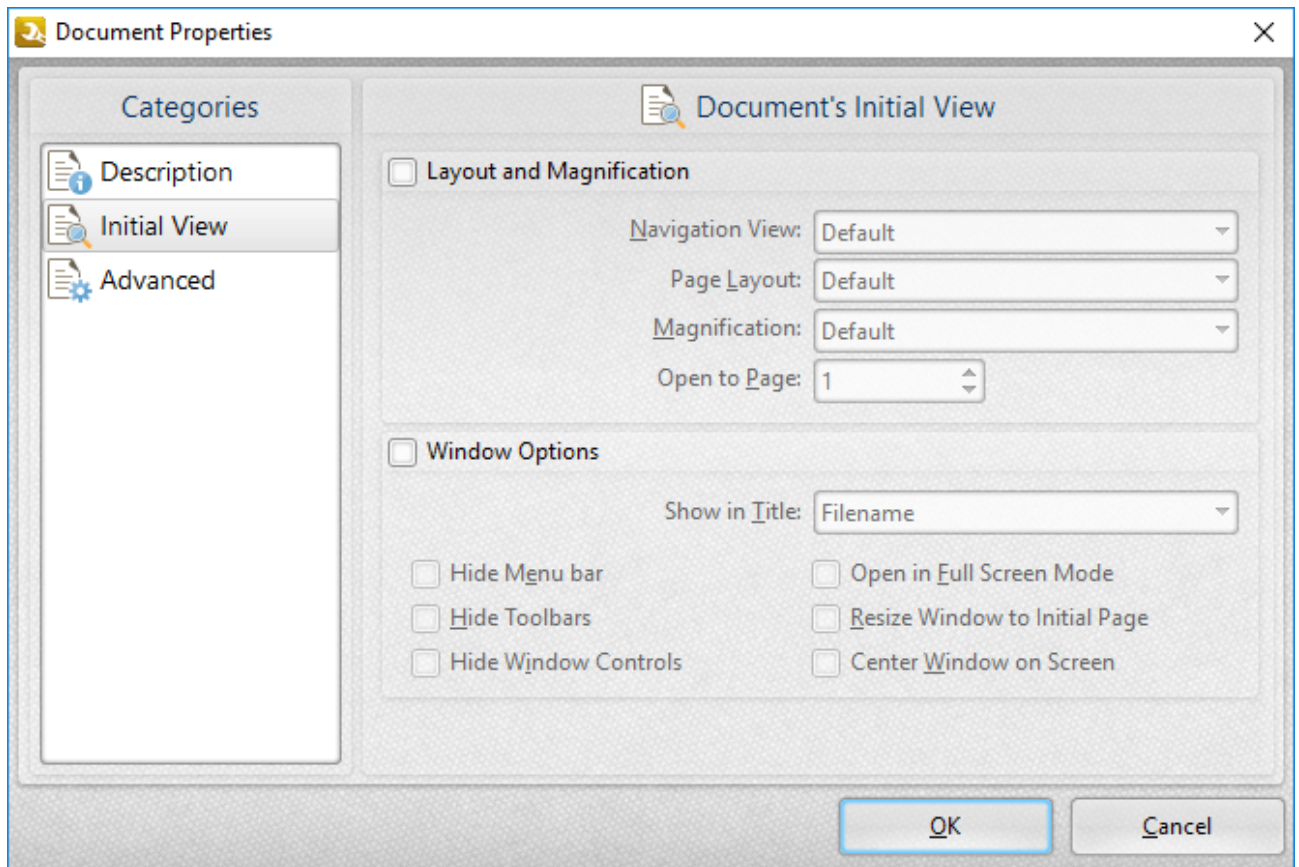 Document Properties
Categories
Description
Initial View
Advanced
Document's Initial View
Layout and Magnification
Navigation View: Default
Page Layout: Default
Magnification: Default
Open to Page: 1
Window Options
Show in Title: Filename
Hide Menu bar
Open in Full Screen Mode
Hide Toolbars
Resize Window to Initial Page
Hide Window Controls
Center Window on Screen
OK
Cancel